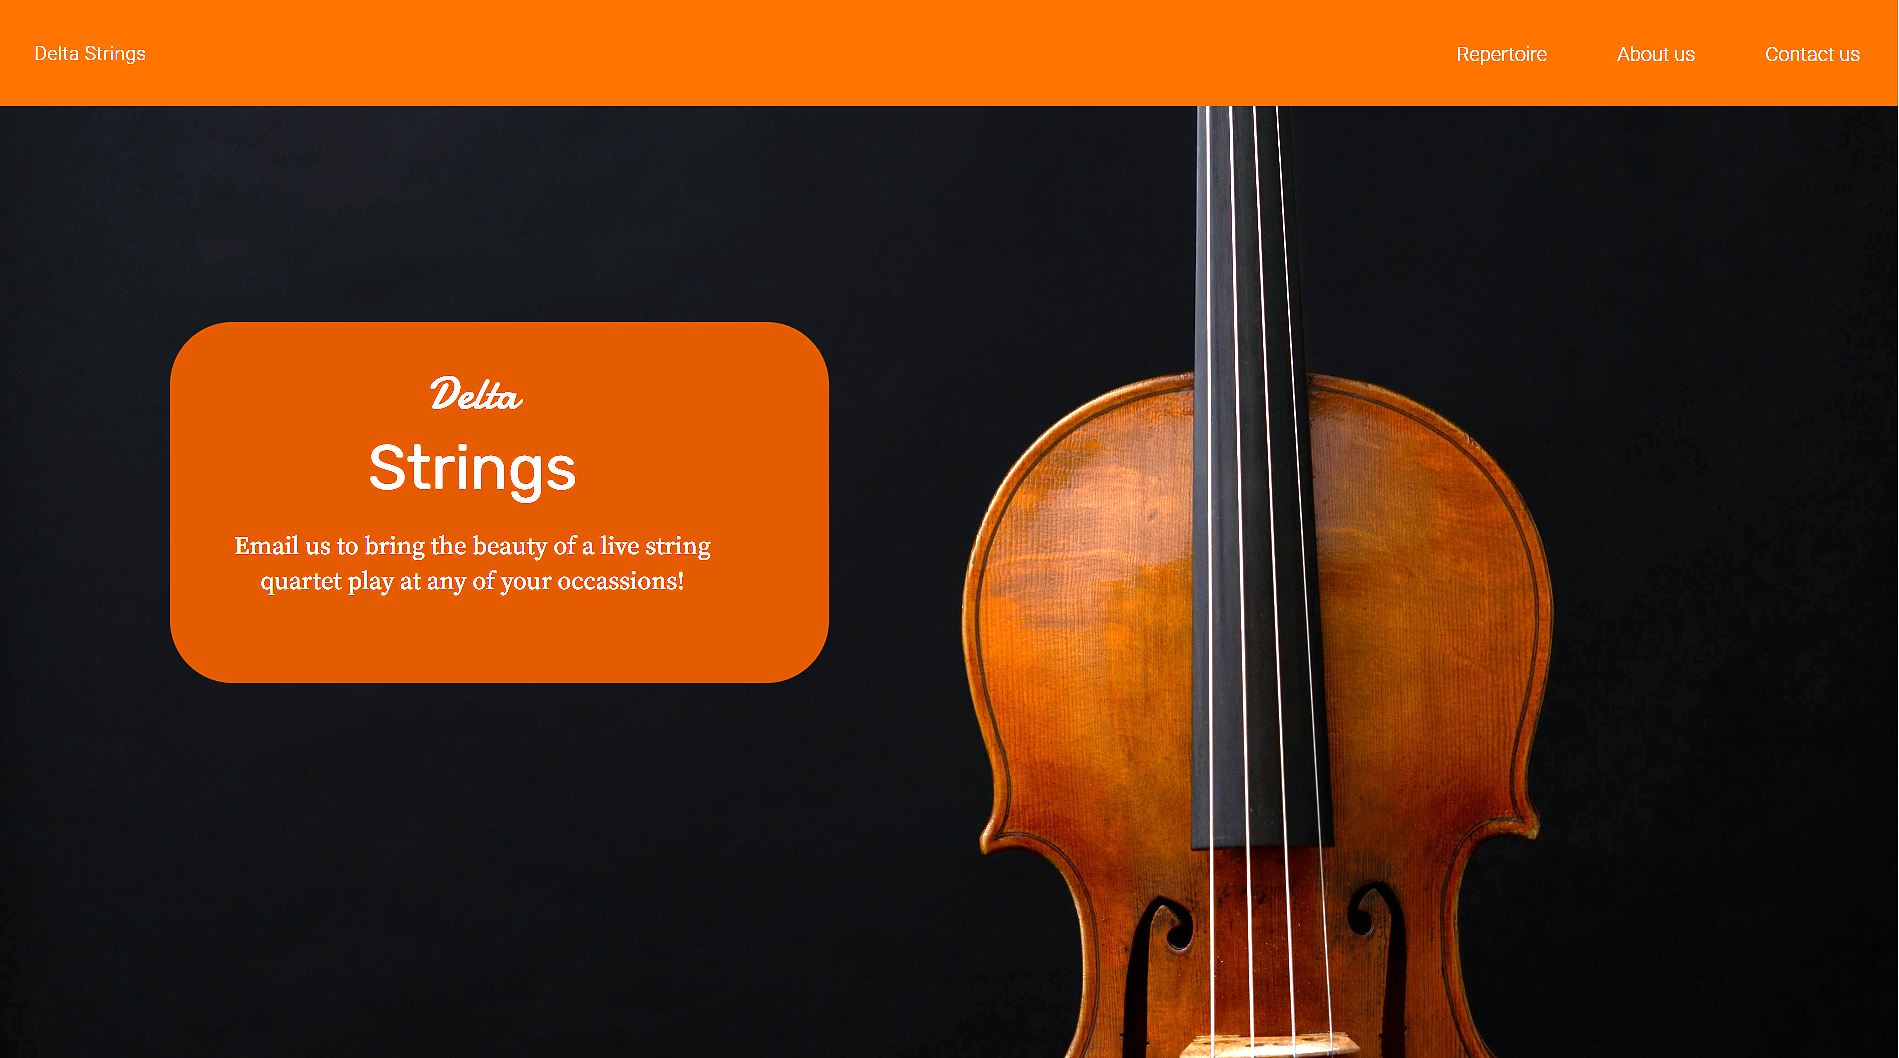 Delta Strings
Repertoire
About us
Contact us
Delta
Strings
Email us to bring the beauty of a live string
quartet play at any of your occassions!